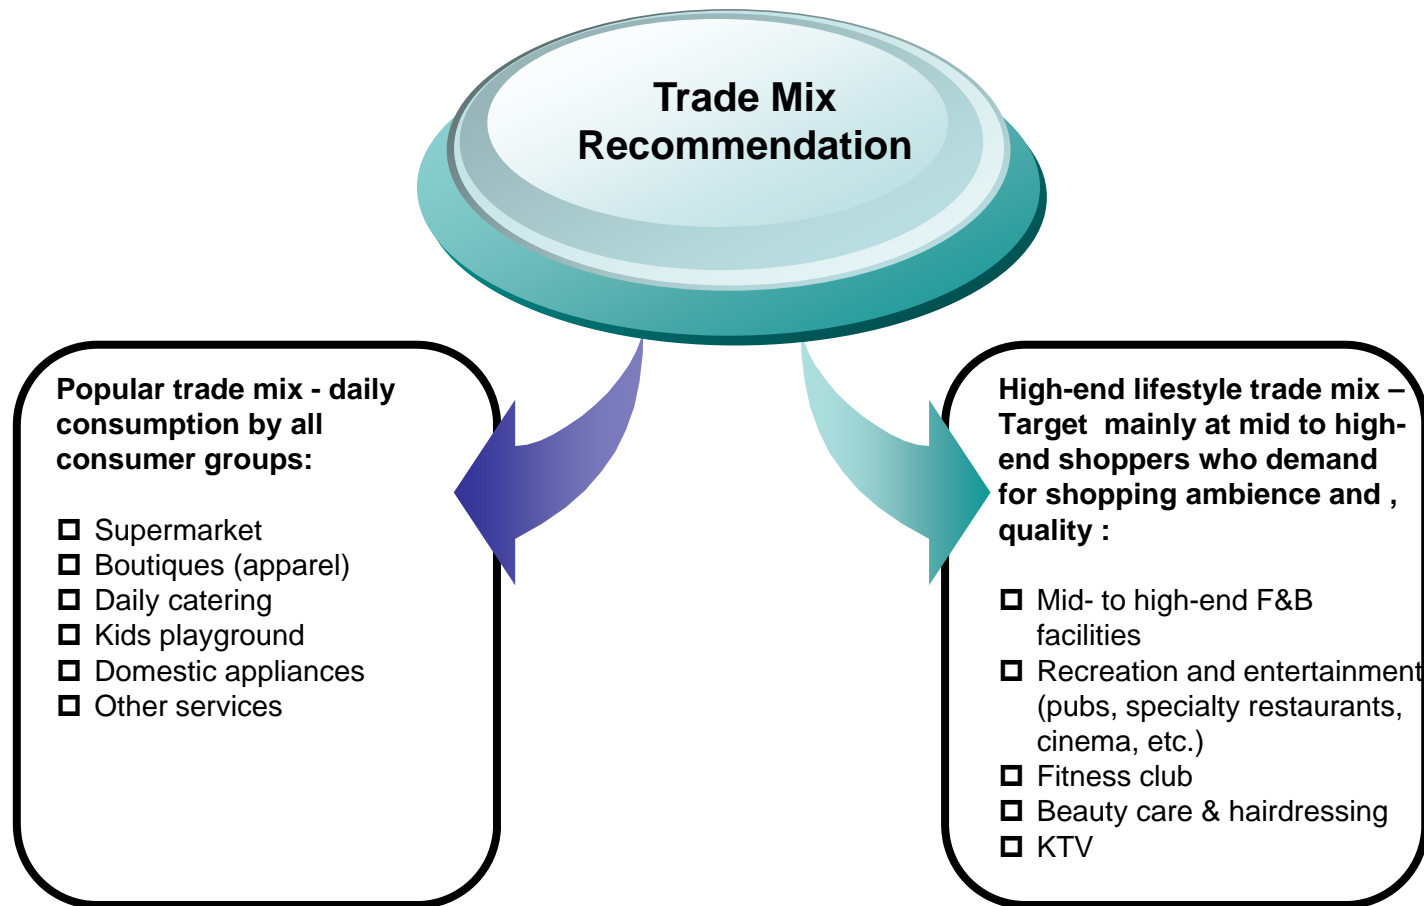 Trade Mix
Recommendation
Popular trade mix - daily
consumption by all
consumer groups:
Supermarket
Boutiques (apparel)
Daily catering
Kids playground
Domestic appliances
Other services
High-end lifestyle trade mix –
Target  mainly at mid to high-
end shoppers who demand
for shopping ambience and ,
quality :
Mid- to high-end F&B
facilities
Recreation and entertainment
(pubs, specialty restaurants,
cinema, etc.)
Fitness club
Beauty care & hairdressing
KTV